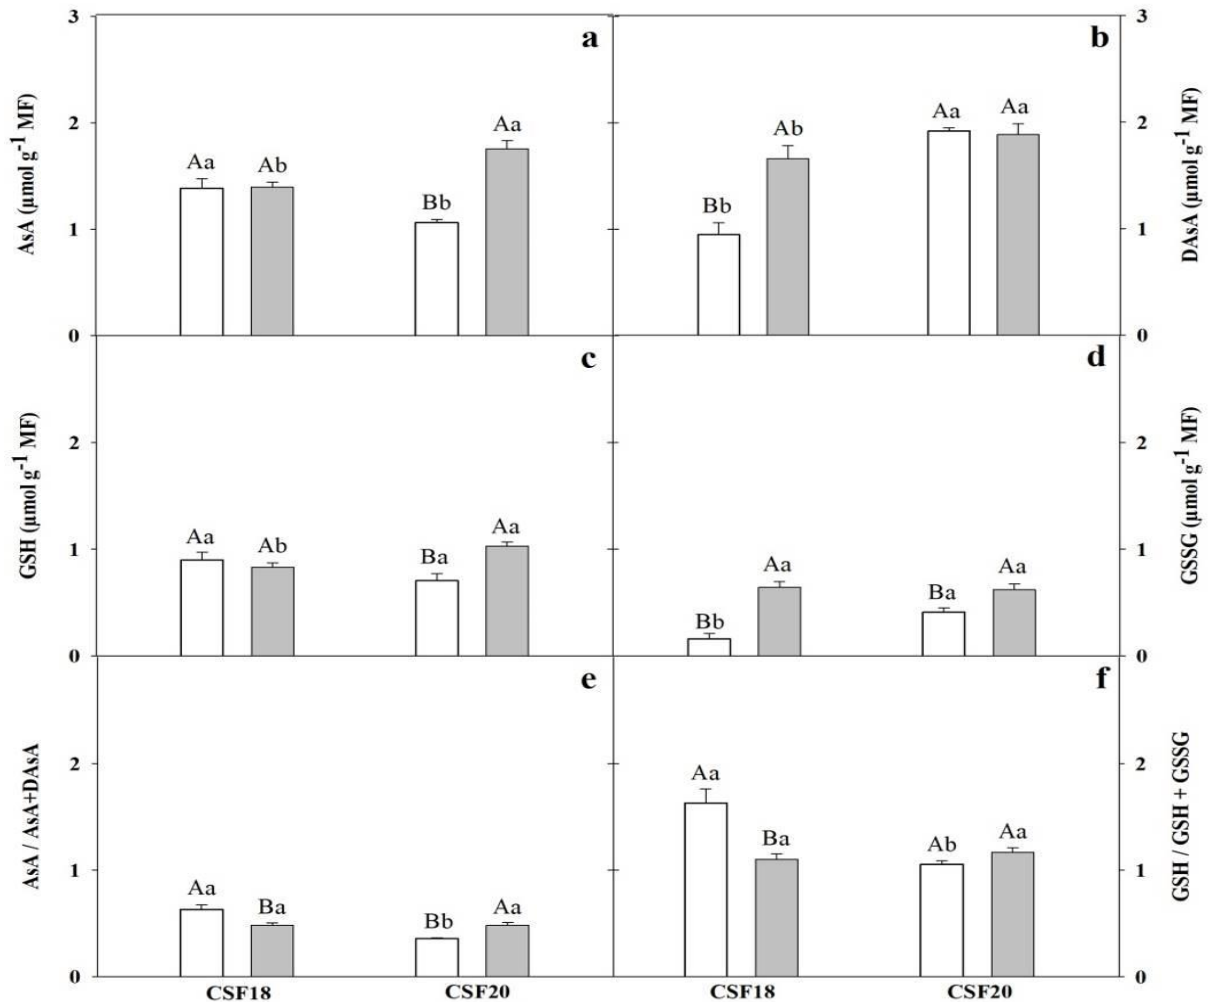 3
a
2
1
0
AsA (μmol g-1 MF)
Aa
Ab
Bb
Aa
3
b
2
1
0
DAsA (μmol g-1 MF)
Bb
Ab
Aa
Aa
c
2
1
0
GSH (μmol g-1 MF)
Aa
Ab
Ba
Aa
d
2
1
0
GSSG (μmol g-1 MF)
Bb
Aa
Ba
Aa
e
2
1
0
AsA / AsA+DAsA
Aa
Ba
Bb
Aa
CSF18
CSF20
f
2
1
0
GSH / GSH + GSSG
Aa
Ba
Ab
Aa
CSF18
CSF20